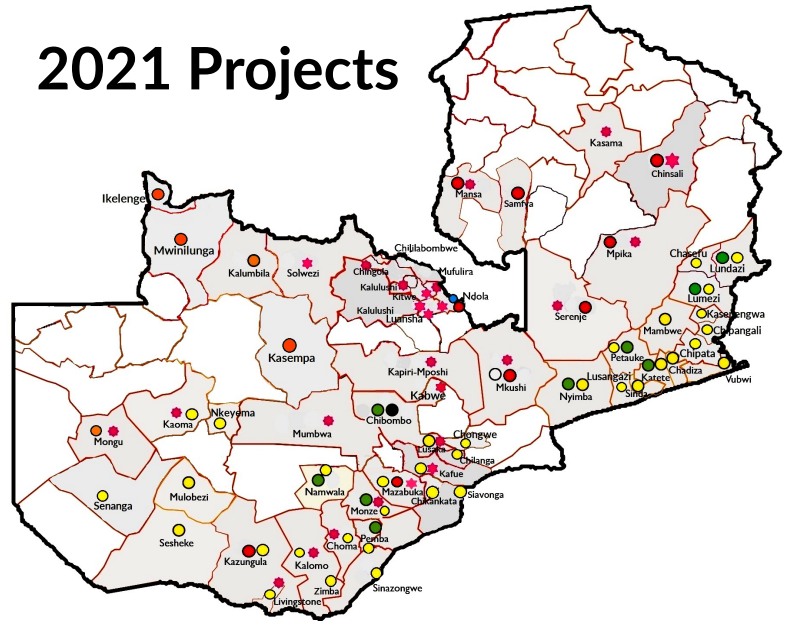 2021 Projects
Kasama
Chinsali
Mansa
Samfya
Ikelenge
Mwinilunga
Kalumbila
Solwezi
Chililabombwe
Chingola
Mufulira
Kalulushi
Kitwe
Ndola
Kalulushi
Luansha
Mpika
Chasefu
Lundazi
Lumezi
Serenje
Kasenengwa
Mambwe
Chipangali
Kasempa
Petauke
Chipata
Kapiri-Mposhi
Mkushi
Lusangazi
Katete
Chadiza
Vubwi
Nyimba
Sinda
Kabwe
Nkeyema
Kaoma
Chibombo
Mumbwa
Mongu
Chongwe
Lusaka
Chilanga
Kafue
Senanga
Mulobezi
Namwala
Mazabuka
Chikankata
Siavonga
Monze
Sesheke
Pemba
Choma
Kazungula
Kalomo
Zimba
Sinazongwe
Livingstone